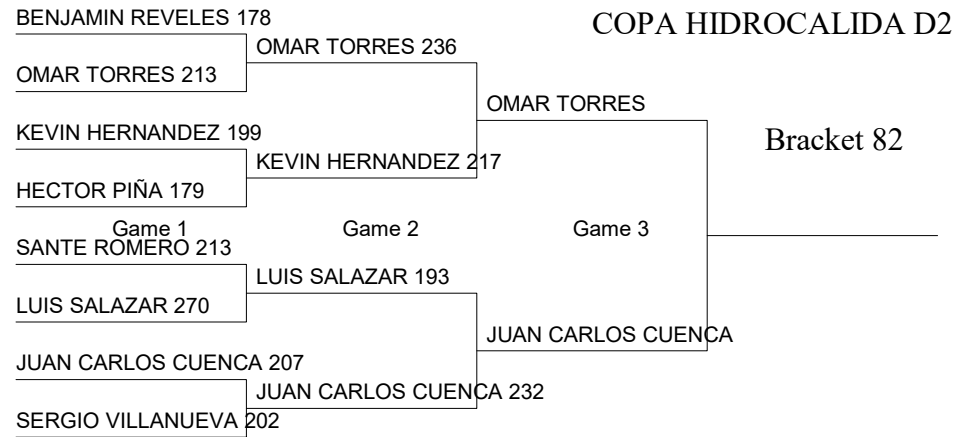 BENJAMIN REVELES 178
COPA HIDROCALIDA D2
OMAR TORRES 236
OMAR TORRES 213
OMAR TORRES
KEVIN HERNANDEZ 199
Bracket 82
KEVIN HERNANDEZ 217
HECTOR PIÑA 179
Game 1
Game 2
Game 3
SANTE ROMERO 213
LUIS SALAZAR 193
LUIS SALAZAR 270
JUAN CARLOS CUENCA
JUAN CARLOS CUENCA 207
JUAN CARLOS CUENCA 232
SERGIO VILLANUEVA 202